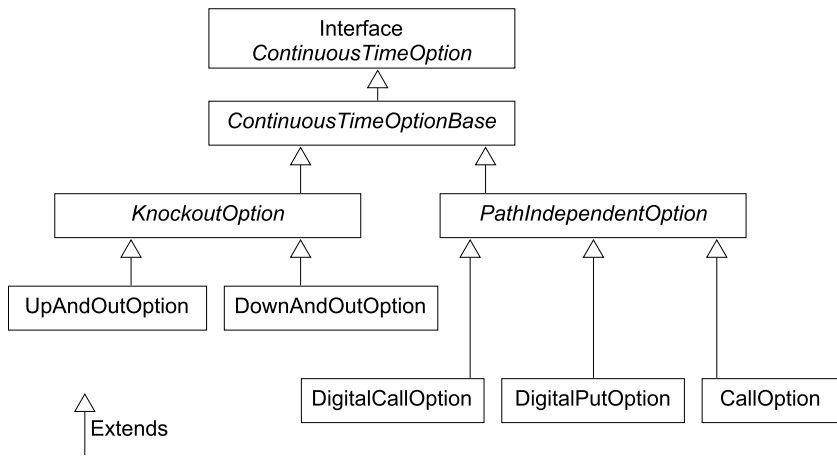 Interface
ContinuousTimeOption
ContinuousTimeOptionBase
KnockoutOption
PathIndependentOption
UpAndOutOption
DownAndOutOption
DigitalCallOption
DigitalPutOption
CallOption
Extends